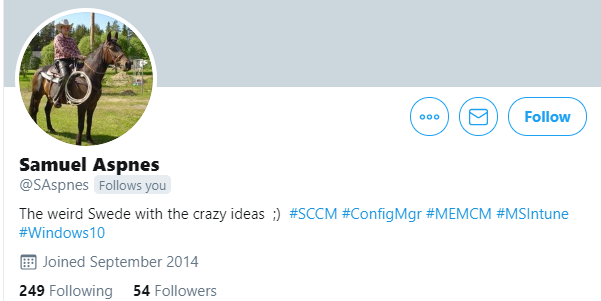 Follow
Samuel Aspnes
@SAspnes Follows you
The weird Swede with the crazy ideas ;) #SCCM #ConfigMgr #MEMCM #MSIntune
#Windows10
Joined September 2014
249 Following 54 Followers